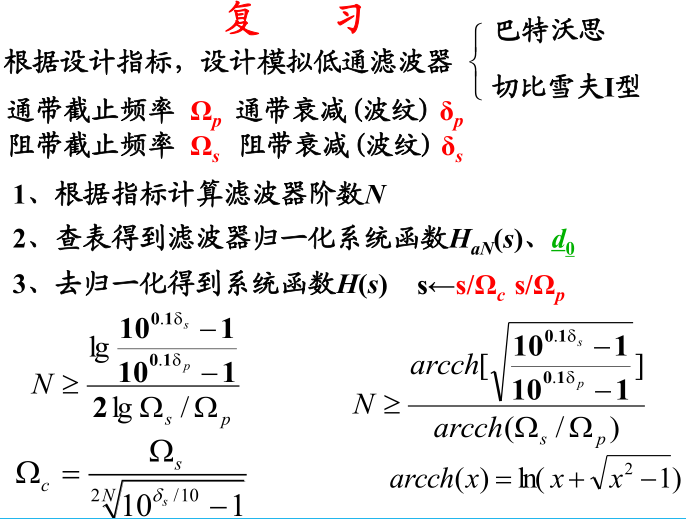 复 习
根据设计指标，设计模拟低通滤波器
巴特沃思
切比雪夫I型
通带截止频率 Ωp 通带衰减(波纹) δp
阻带截止频率 Ωs 阻带衰减(波纹) δs
1、根据指标计算滤波器阶数N
2、查表得到滤波器归一化系统函数HaN(s)、d0
3、去归一化得到系统函数H(s) s←s/Ωc s/Ωp
N ≥ lg (10^0.1δs − 1)/(10^0.1δp − 1) / 2 lg Ωs / Ωp
N ≥ arcch[√((10^0.1δs − 1)/(10^0.1δp − 1))] / arcch(Ωs / Ωp)
Ωc = Ωs / 2N√(10^δs/10 − 1)
arcch(x) = ln(x + √(x² − 1))